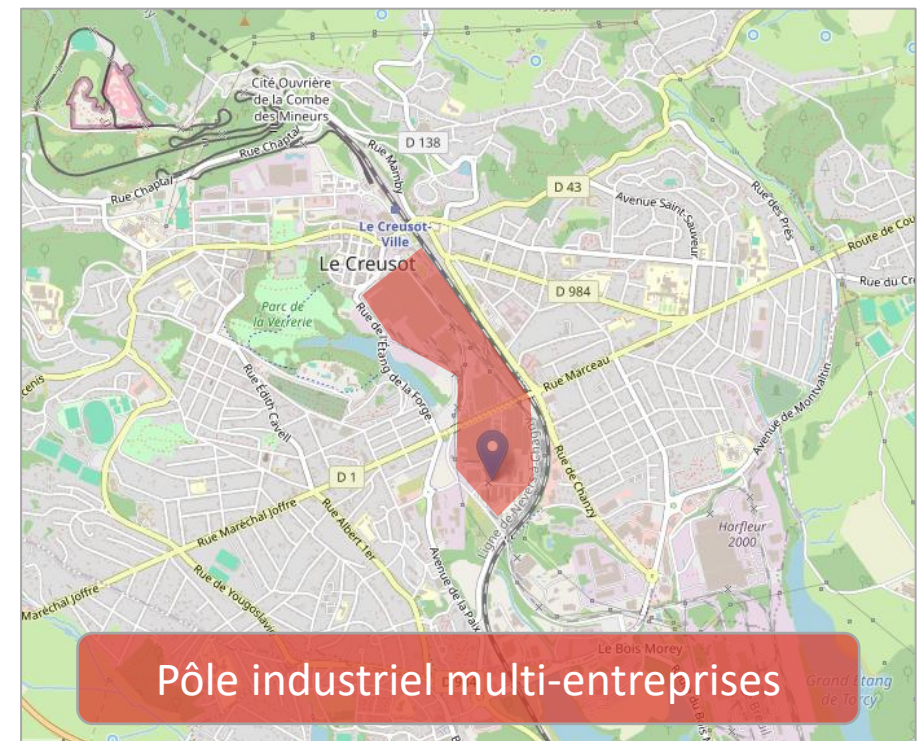 Cité Ouvrière
de la Combe
des Mineurs
Rue Chaptal
Rue Chaptal
Rue Mamby
D 138
D 43
Avenue Saint-Sauveur
Rue des Prés
Route de Cou
Rue du Cre
Le Creusot-
Ville
Le Creusot
D 984
Parc de
la Verrerie
Rue de l'Étang de la Forge
Rue Marceau
Avenue de Montvaltin
Rue Édith Cavell
cenis
D 1
Rue de Chanzy
Harfleur
2000
Rue Maréchal Joffre
Rue Albert 1er
Maréchal Joffre
Rue de Yougoslavie
Avenue de la Paix
Le Bois Morey
Grand Étang
de Torcy
Pôle industriel multi-entreprises